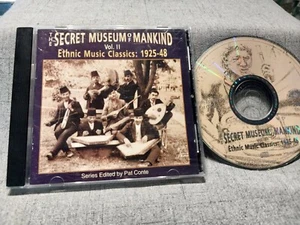 THE SECRET MUSEUM OF MANKIND
Vol. II
Ethnic Music Classics: 1925-48
Series Edited by Pat Conte
SECRET MUSEUM OF MANKIND
Ethnic Music Classics: 1925-48